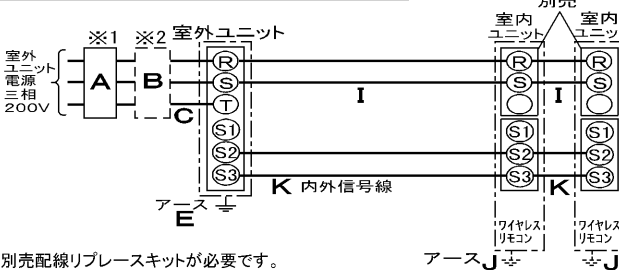 別売
※1
※2
室外ユニット
室内
ユニット
室内
ユニッ
室外
ユニット
電源
三相
200V
A
B
C
R
S
T
S1
S2
S3
I
R
S
S1
S2
S3
I
R
S
S1
S2
S3
K 内外信号線
K
アース
E
ワイヤレス
リモコン
ワイヤレス
リモコン
アース J
J
別売配線リプレースキットが必要です。